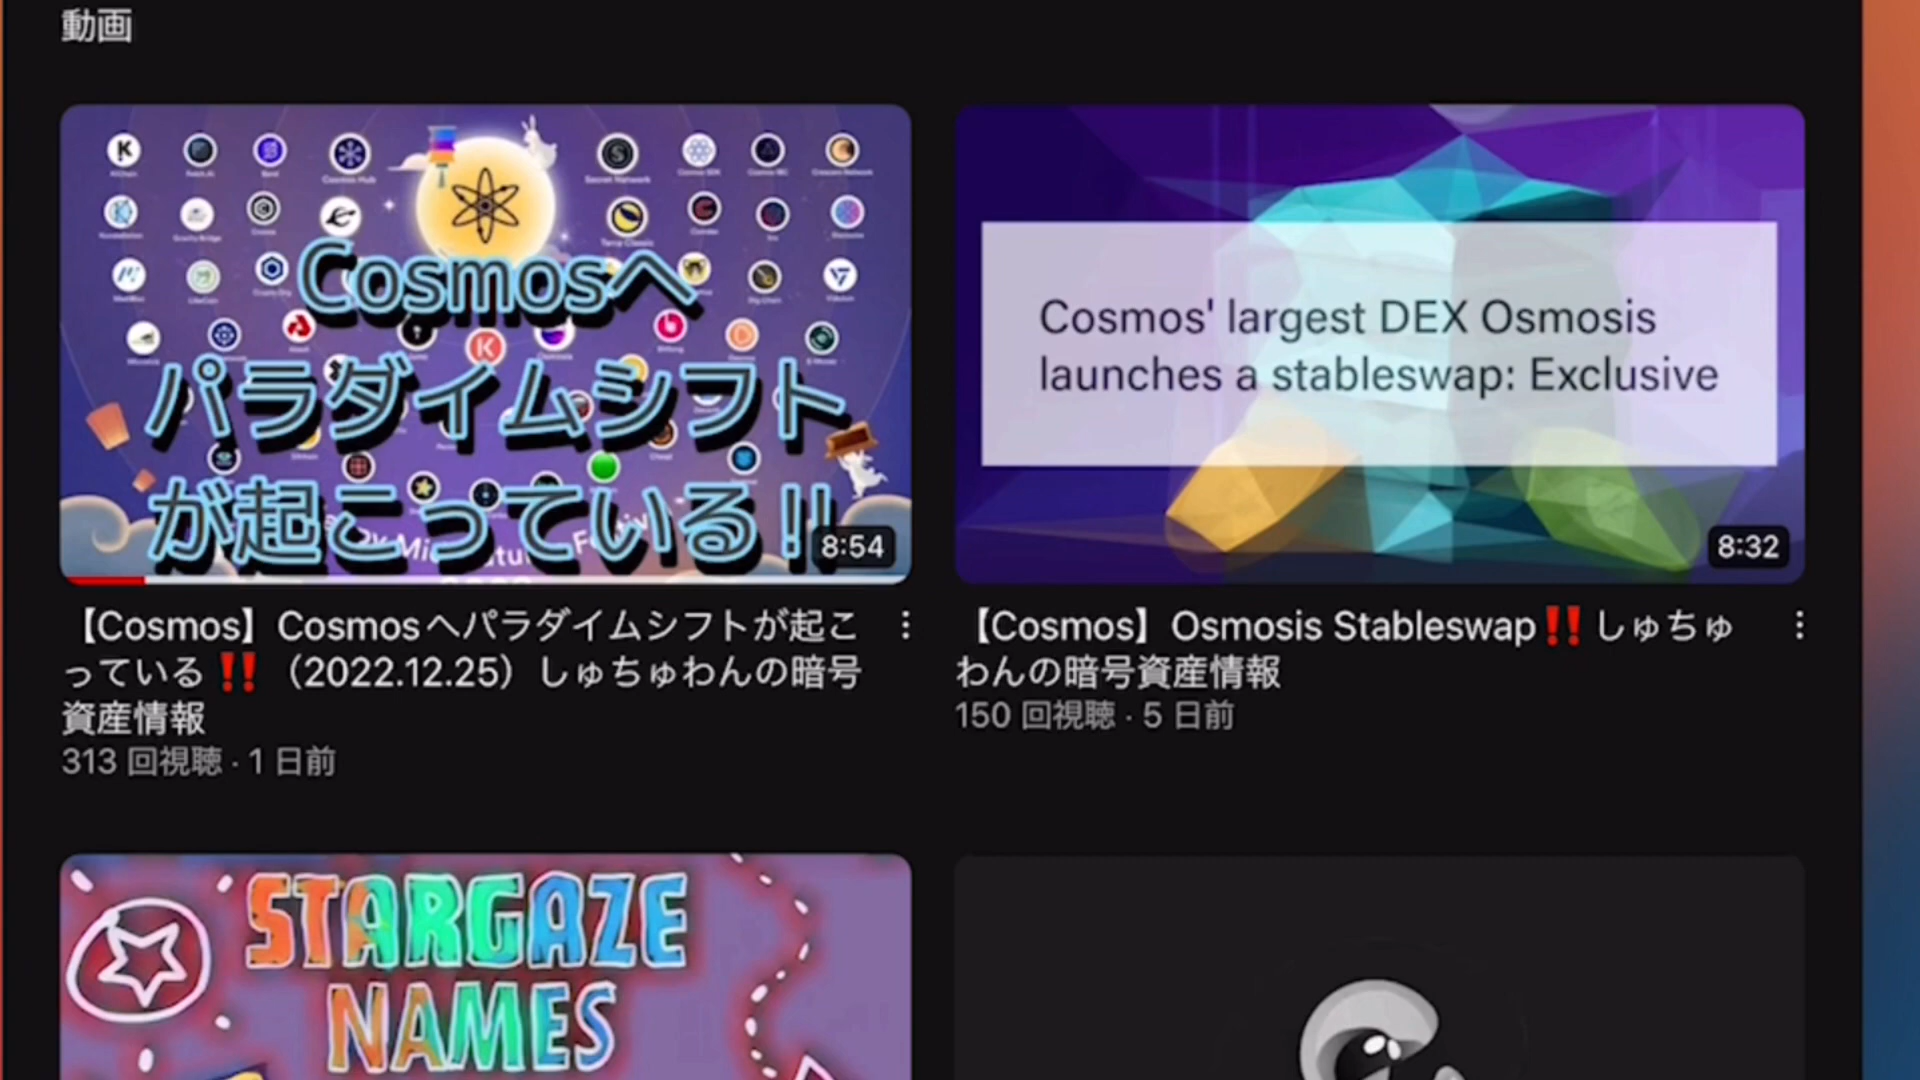 動画
Cosmosへ
パラダイムシフト
が起こっている!!
8:54
Cosmos' largest DEX Osmosis
launches a stableswap: Exclusive
8:32
【Cosmos】Cosmosへパラダイムシフトが起こ
っている‼️（2022.12.25）しゅちゅわんの暗号
資産情報
313 回視聴 · 1 日前
【Cosmos】Osmosis Stableswap‼️しゅちゅ
わんの暗号資産情報
150 回視聴 · 5 日前
STARGAZE
NAMES